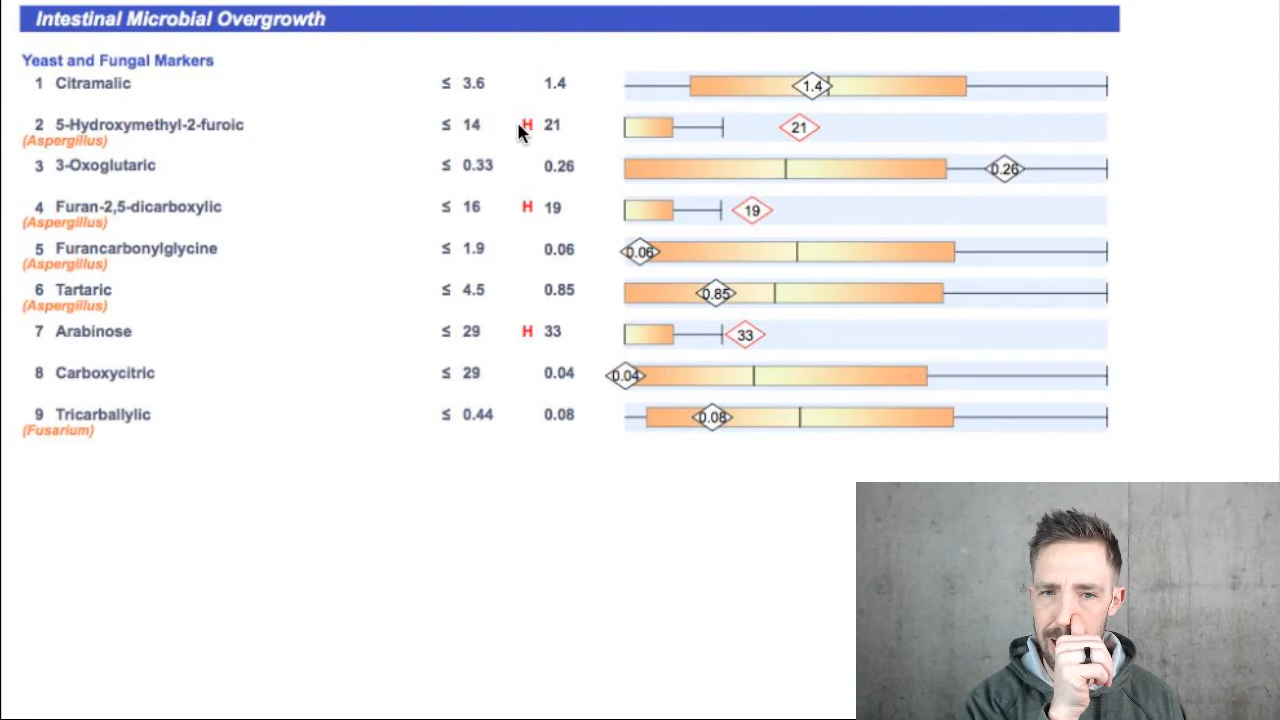 Intestinal Microbial Overgrowth
Yeast and Fungal Markers
1 Citramalic ≤ 3.6 1.4 1.4
2 5-Hydroxymethyl-2-furoic ≤ 14 H 21 21
(Aspergillus)
3 3-Oxoglutaric ≤ 0.33 0.26 0.26
4 Furan-2,5-dicarboxylic ≤ 16 H 19 19
(Aspergillus)
5 Furancarbonylglycine ≤ 1.9 0.06 0.06
(Aspergillus)
6 Tartaric ≤ 4.5 0.85 0.85
(Aspergillus)
7 Arabinose ≤ 29 H 33 33
8 Carboxycitric ≤ 29 0.04 0.04
9 Tricarballylic ≤ 0.44 0.08 0.08
(Fusarium)